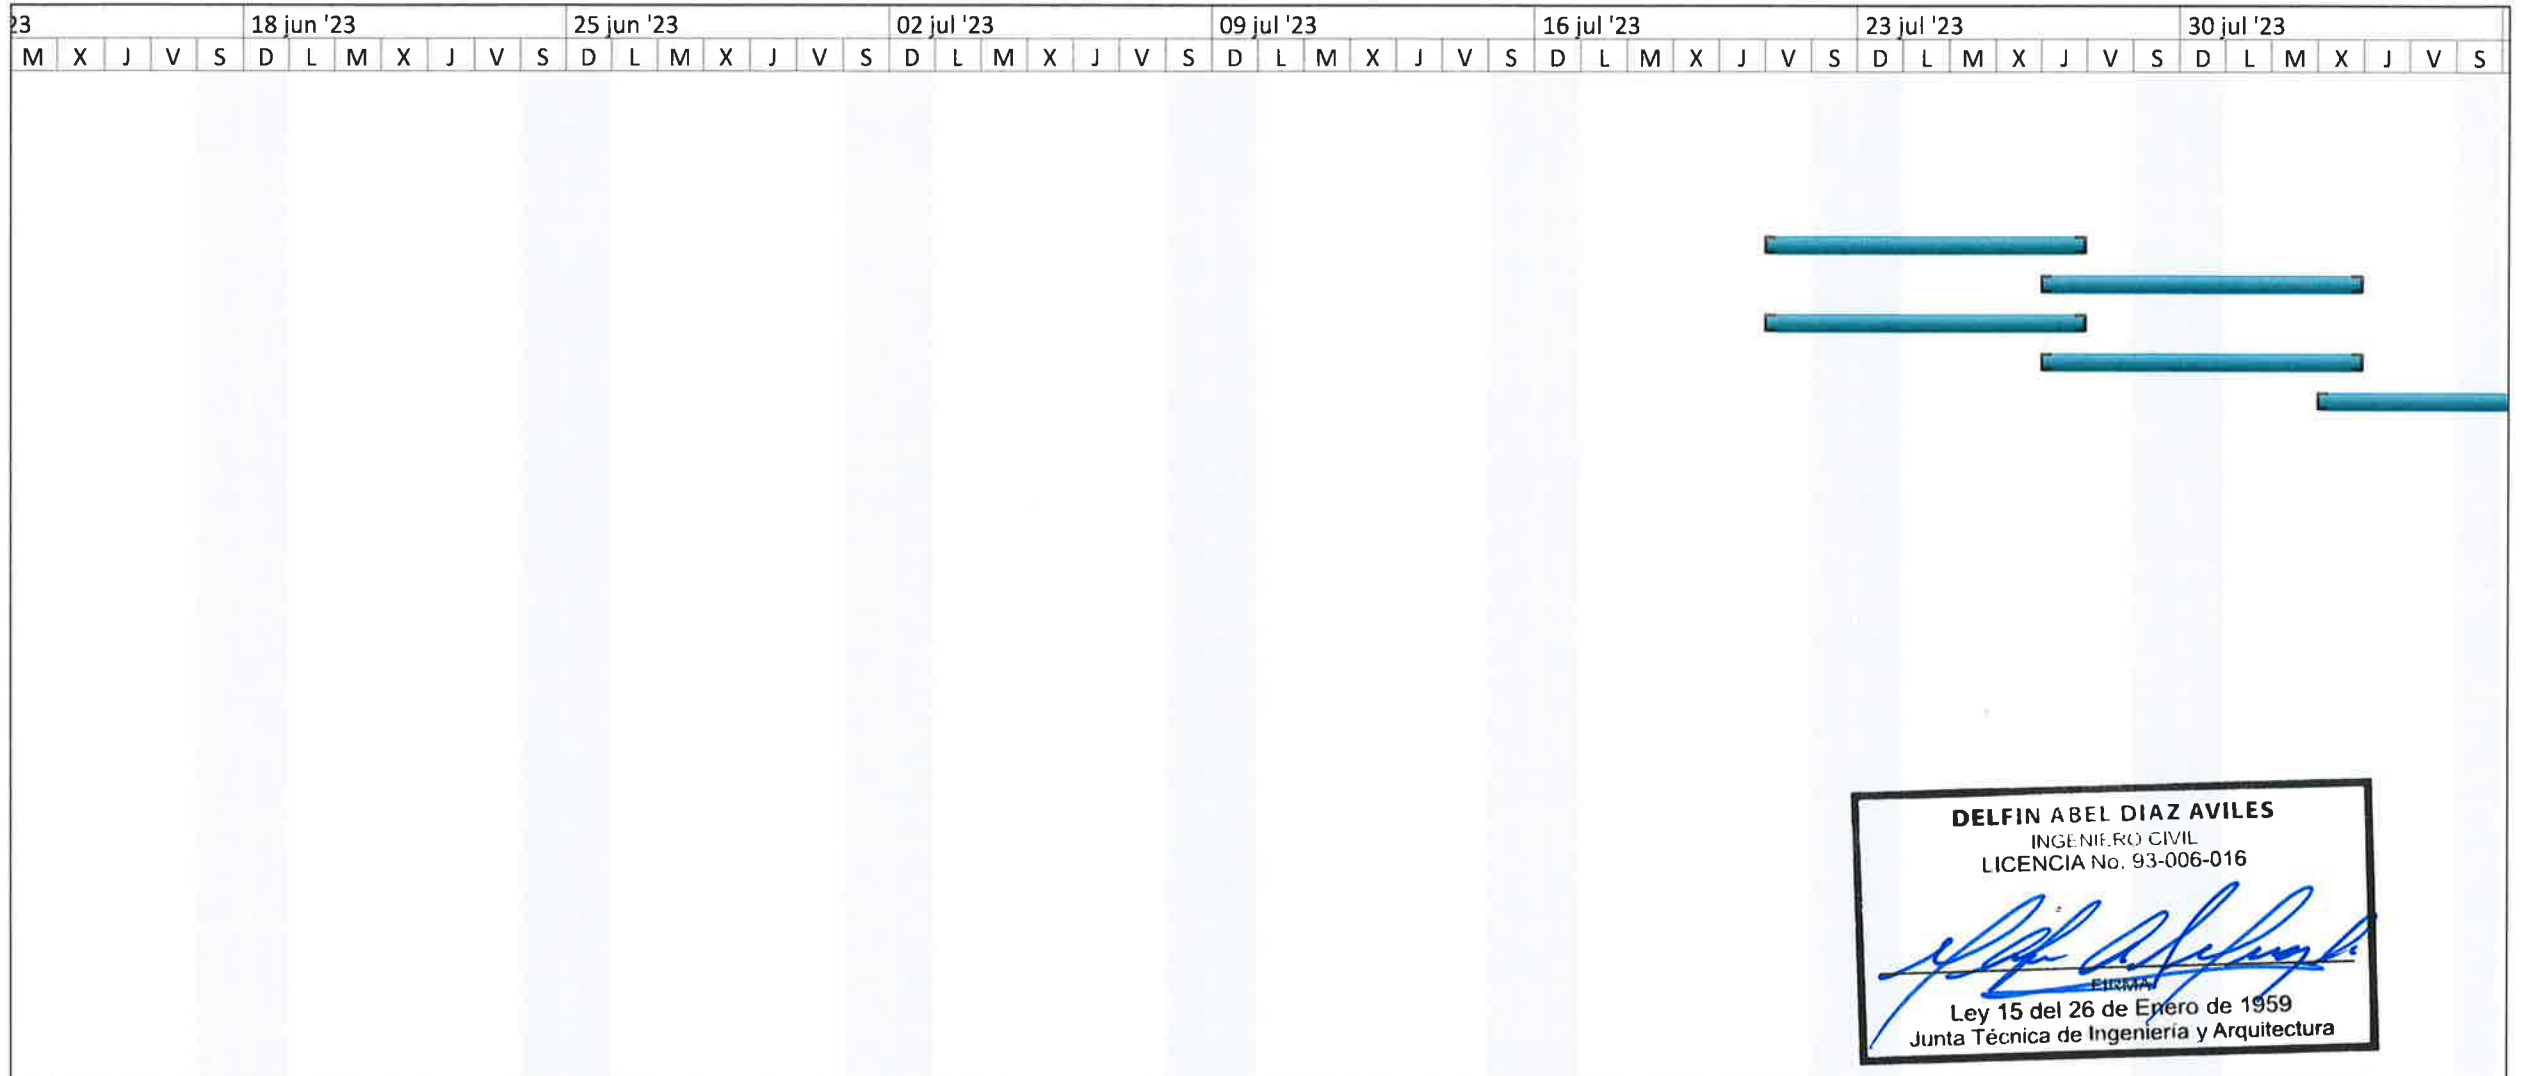 23 18 jun '23 25 jun '23 02 jul '23 09 jul '23 16 jul '23 23 jul '23 30 jul '23
M X J V S D L M X J V S D L M X J V S D L M X J V S D L M X J V S D L M X J V S D L M X J V S D L M X J V S
DELFIN ABEL DIAZ AVILES
INGENIERO CIVIL
LICENCIA No. 93-006-016
FIRMA
Ley 15 del 26 de Enero de 1959
Junta Técnica de Ingeniería y Arquitectura